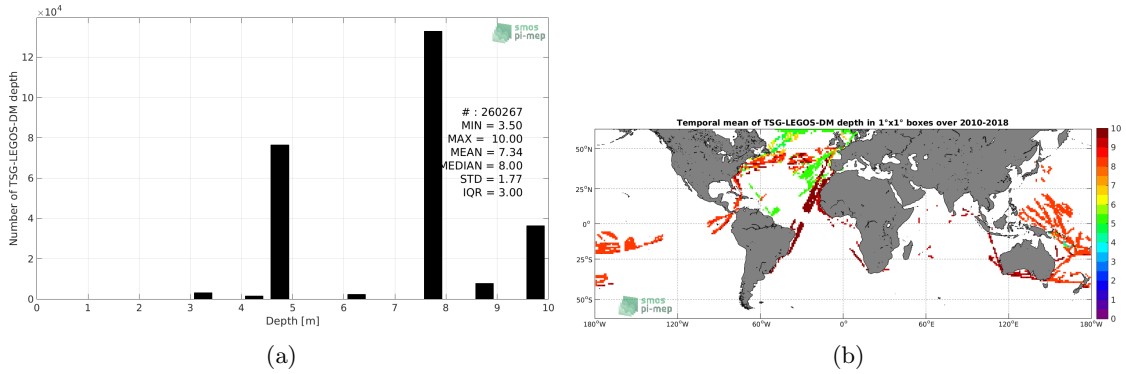 ×10⁴
smos
pi-mep
Number of TSG-LEGOS-DM depth
12
10
8
6
4
2
0
# : 260267
MIN = 3.50
MAX = 10.00
MEAN = 7.34
MEDIAN = 8.00
STD = 1.77
IQR = 3.00
0 1 2 3 4 5 6 7 8 9 10
Depth [m]
(a)
Temporal mean of TSG-LEGOS-DM depth in 1°x1° boxes over 2010-2018
50°N
25°N
0°
25°S
50°S
180°W 120°W 60°W 0° 60°E 120°E 180°W
10
9
8
7
6
5
4
3
2
1
0
smos
pi-mep
(b)